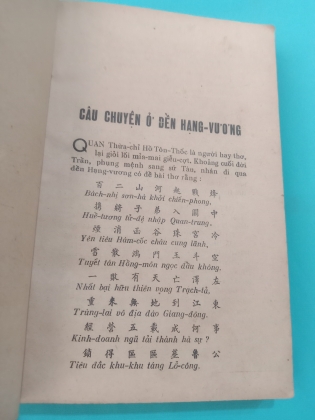 CÂU CHUYỆN Ở ĐỀN HẠNG-VƯƠNG
QUAN Thừa-chỉ Hồ Tôn-Thốc là người hay thơ,
lại giỏi lối mỉa-mai giễu-cợt. Khoảng cuối đời
Trần, phụng mệnh sang sứ Tàu, nhân đi qua
đền Hạng-vương có đề bài thơ rằng :
百 二 山 河 起 戰 鋒
Bách-nhị sơn-hà khởi chiến-phong.
攜 將 子 弟 入 關 中
Huề-tương tử-đệ nhập Quan-trung.
煙 消 函 谷 珠 宮 冷
Yên tiêu Hàm-cốc châu cung lãnh,
雪 散 鴻 門 玉 斗 空
Tuyết tán Hồng-môn ngọc đẩu không.
一 敗 有 天 亡 澤 左
Nhất bại hữu thiên vong Trạch-tả,
重 來 無 地 到 江 東
Trùng-lai vô địa đáo Giang-đông.
經 營 五 載 成 何 事
Kinh-doanh ngũ tải thành hà sự ?
銷 得 區 區 葬 魯 公
Tiêu đắc khu-khu táng Lỗ-công.